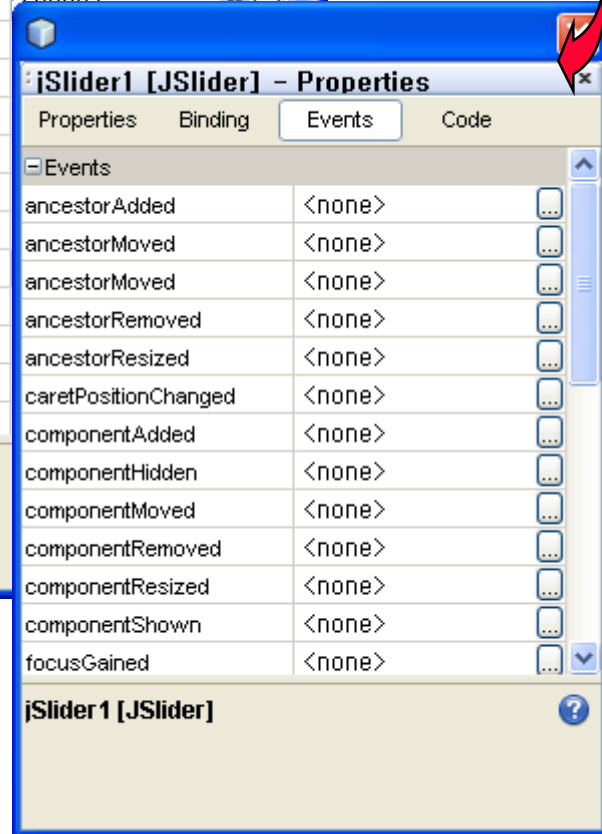 jSlider1 [JSlider] - Properties
Properties Binding Events Code
Events
ancestorAdded <none> ...
ancestorMoved <none> ...
ancestorMoved <none> ...
ancestorRemoved <none> ...
ancestorResized <none> ...
caretPositionChanged <none> ...
componentAdded <none> ...
componentHidden <none> ...
componentMoved <none> ...
componentRemoved <none> ...
componentResized <none> ...
componentShown <none> ...
focusGained <none> ...
jSlider1 [JSlider]
?